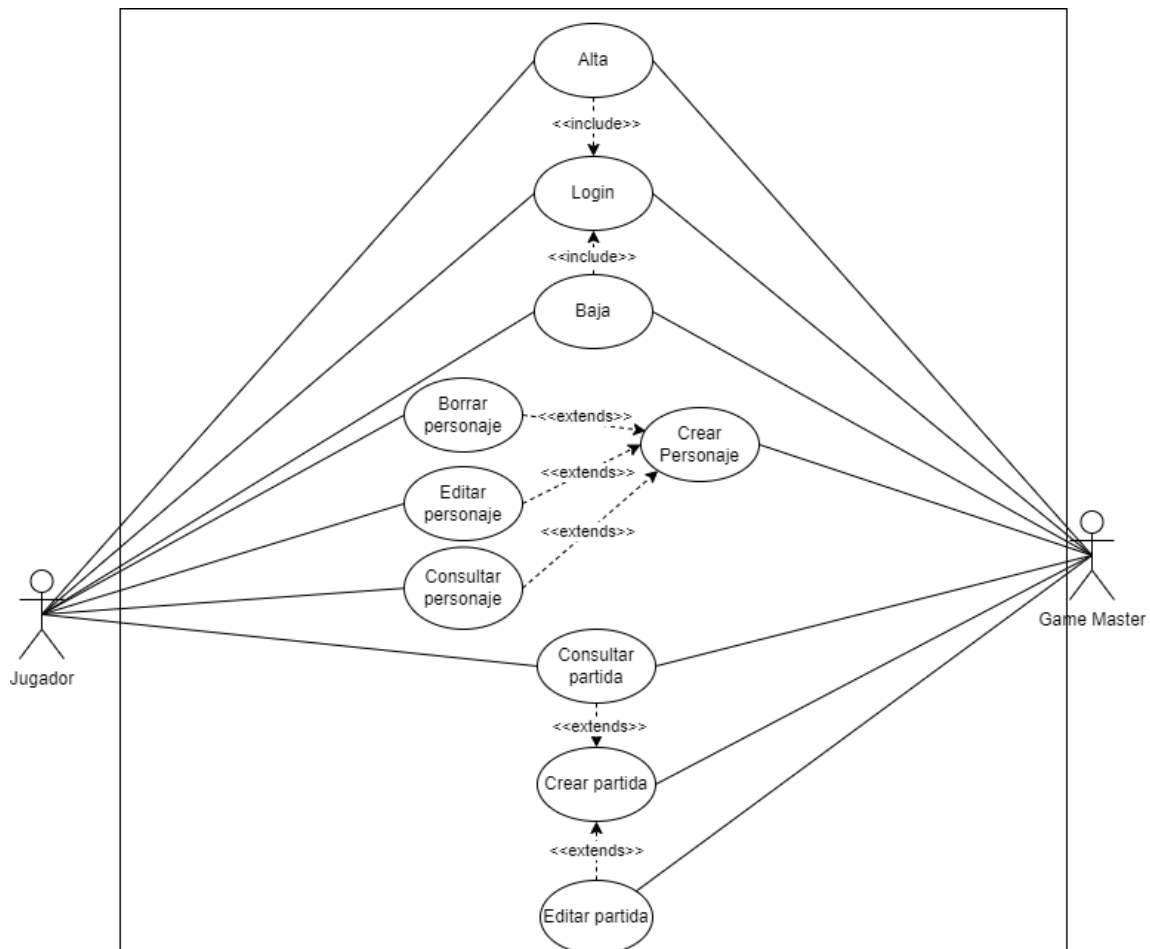 Alta
<<include>>
Login
<<include>>
Baja
Borrar
personaje
<<extends>>
Crear
Personaje
<<extends>>
Editar
personaje
<<extends>>
Consultar
personaje
Jugador
Game Master
Consultar
partida
<<extends>>
Crear partida
<<extends>>
Editar partida